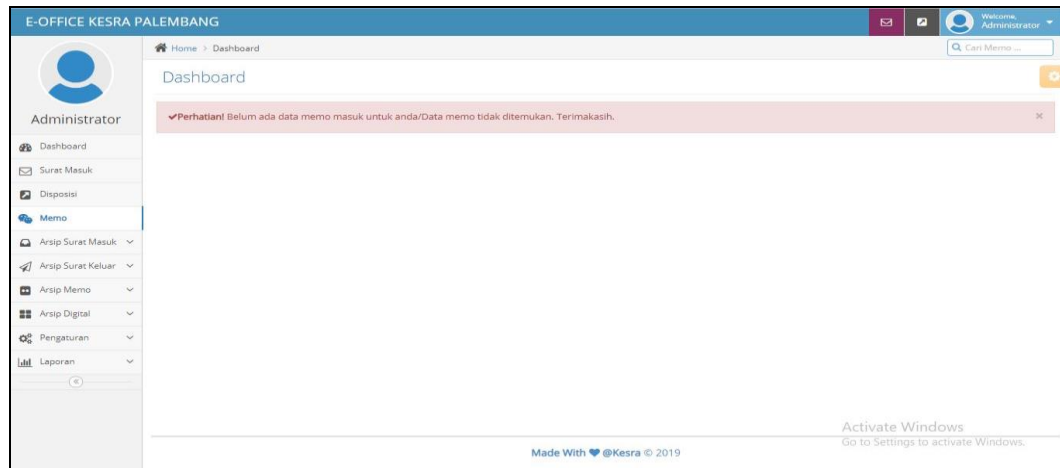 E-OFFICE KESRA PALEMBANG
Welcome,
Administrator
Home > Dashboard
Cari Memo ...
Dashboard
Administrator
✔Perhatian! Belum ada data memo masuk untuk anda/Data memo tidak ditemukan. Terimakasih.
Dashboard
Surat Masuk
Disposisi
Memo
Arsip Surat Masuk
Arsip Surat Keluar
Arsip Memo
Arsip Digital
Pengaturan
Laporan
Activate Windows
Go to Settings to activate Windows.
Made With ♥ @Kesra © 2019